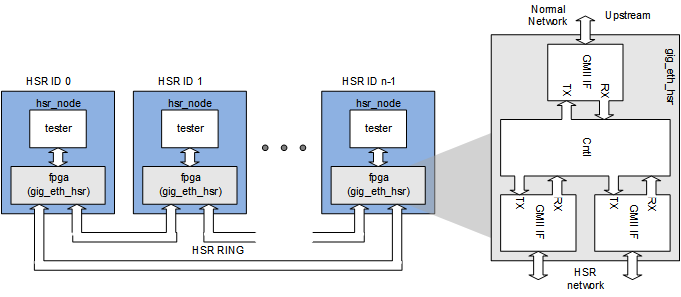 Normal
Network
Upstream
HSR ID 0
HSR ID 1
HSR ID n-1
hsr_node
hsr_node
hsr_node
tester
tester
tester
fpga
(gig_eth_hsr)
fpga
(gig_eth_hsr)
fpga
(gig_eth_hsr)
HSR RING
gig_eth_hsr
GMII IF
TX
RX
Cntl
TX
RX
GMII IF
TX
RX
GMII IF
HSR
network